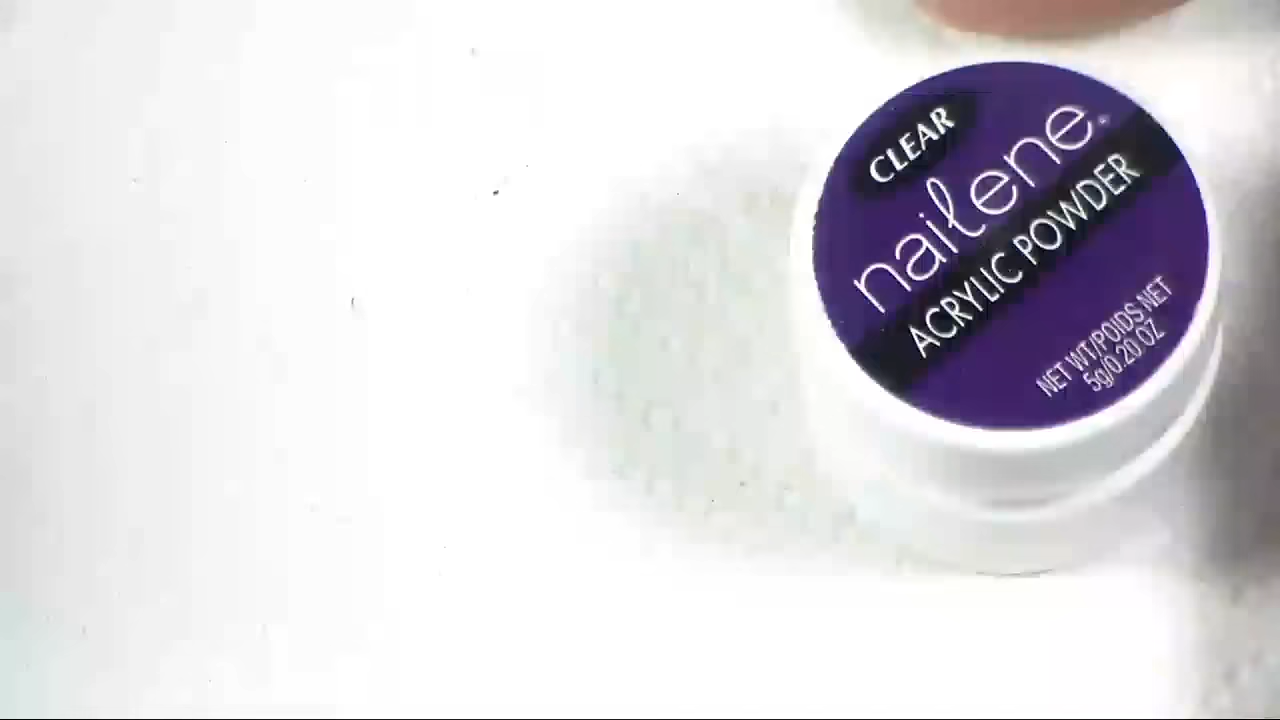 CLEAR
nailene.
ACRYLIC POWDER
NET WT/POIDS NET
5g/0.20 OZ